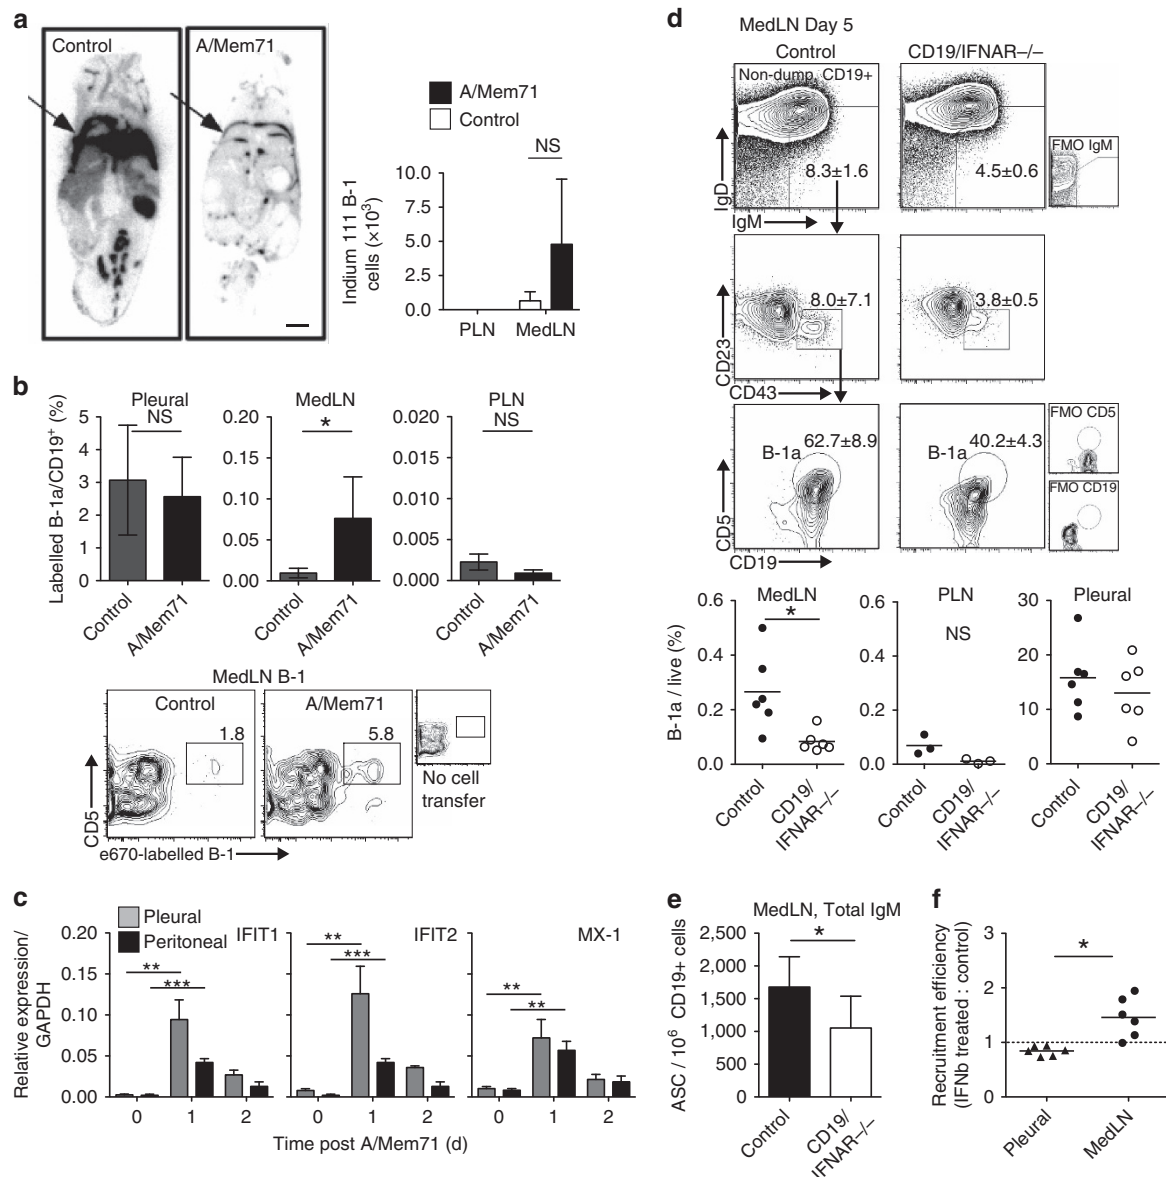 a
Control
A/Mem71
A/Mem71
Control
NS
Indium 111 B-1
cells (×10³)
10.0
7.5
5.0
2.5
0.0
PLN
MedLN
b
Labelled B-1a/CD19⁺ (%)
Pleural
NS
5
4
3
2
1
0
Control
A/Mem71
MedLN
*
0.20
0.15
0.10
0.05
0.00
Control
A/Mem71
PLN
NS
0.020
0.015
0.010
0.005
0.000
Control
A/Mem71
MedLN B-1
Control
1.8
A/Mem71
5.8
No cell
transfer
CD5
e670-labelled B-1
c
Pleural
Peritoneal
Relative expression/
GAPDH
0.20
0.15
0.10
0.05
0.00
IFIT1
**
***
0
1
2
IFIT2
**
***
0
1
2
MX-1
**
**
0
1
2
Time post A/Mem71 (d)
d
MedLN Day 5
Control
CD19/IFNAR–/–
Non-dump, CD19+
8.3±1.6
4.5±0.6
FMO IgM
IgD
IgM
8.0±7.1
3.8±0.5
CD23
CD43
B-1a
62.7±8.9
B-1a
40.2±4.3
FMO CD5
FMO CD19
CD5
CD19
B-1a / live (%)
MedLN
*
0.6
0.4
0.2
0.0
Control
CD19/
IFNAR–/–
PLN
NS
0.6
0.4
0.2
0.0
Control
CD19/
IFNAR–/–
Pleural
30
20
10
0
Control
CD19/
IFNAR–/–
e
MedLN, Total IgM
*
ASC / 10⁶ CD19+ cells
2,500
2,000
1,500
1,000
500
0
Control
CD19/
IFNAR–/–
f
Recruitment efficiency
(IFNb treated : control)
3
2
1
0
*
Pleural
MedLN